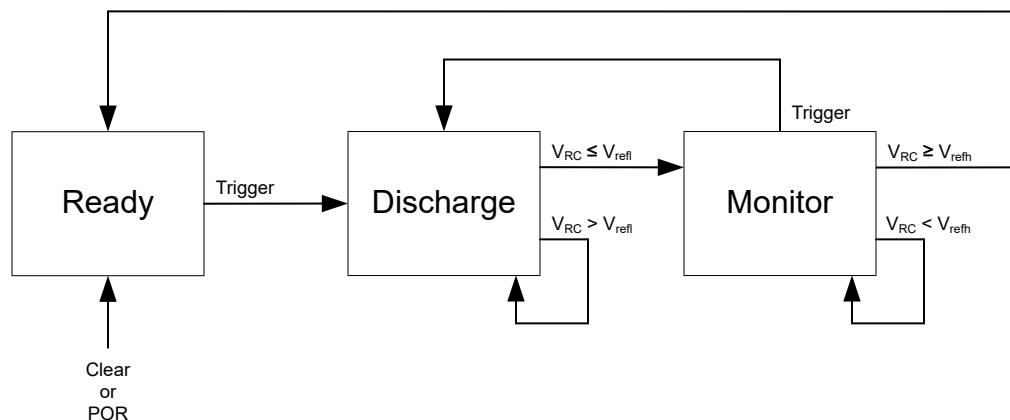 Trigger
V_RC ≤ V_refl
V_RC ≥ V_refh
Ready
Trigger
Discharge
Monitor
V_RC > V_refl
V_RC < V_refh
Clear
or
POR